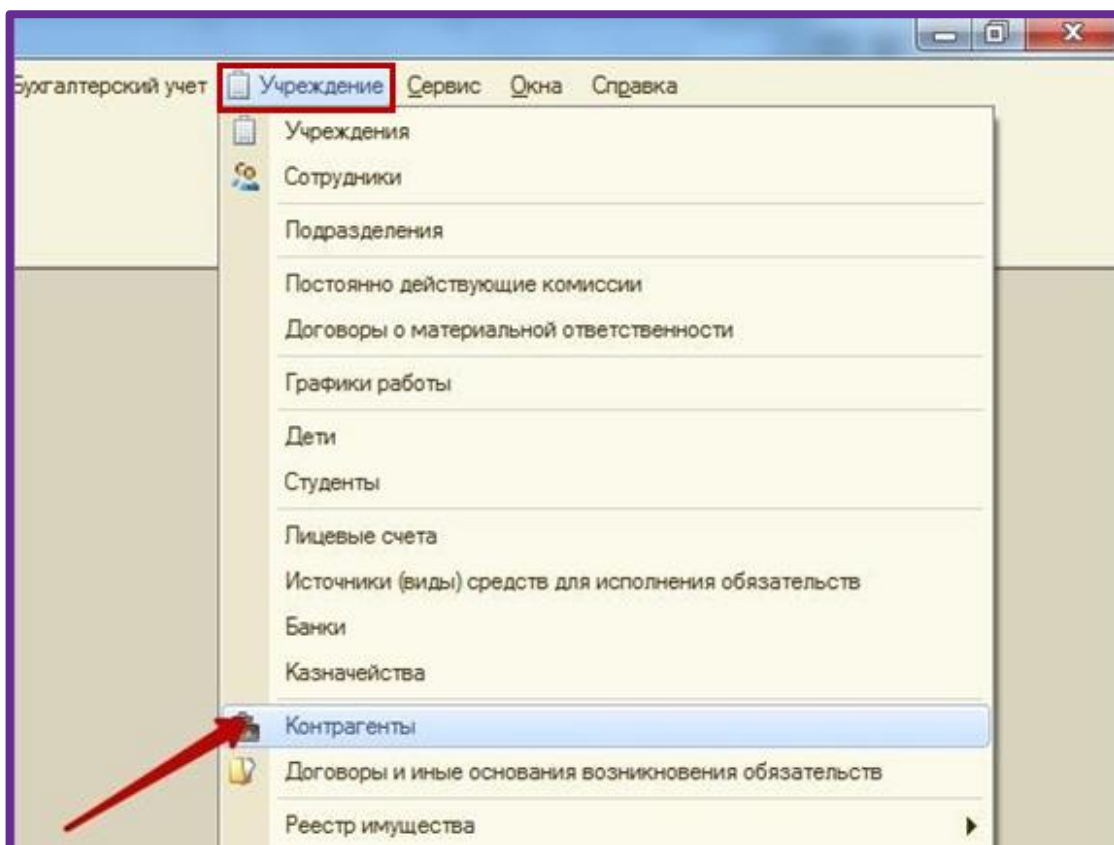 Бухгалтерский учет Учреждение Сервис Окна Справка
Учреждения
Сотрудники
Подразделения
Постоянно действующие комиссии
Договоры о материальной ответственности
Графики работы
Дети
Студенты
Лицевые счета
Источники (виды) средств для исполнения обязательств
Банки
Казначейства
Контрагенты
Договоры и иные основания возникновения обязательств
Реестр имущества